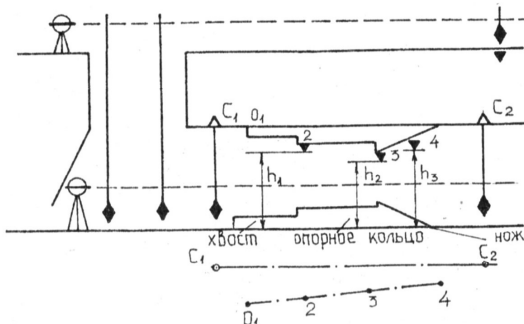 C₁ O₁ C₂
2 3 4
h₁ h₂ h₃
хвост опорное кольцо нож
C₁ C₂
O₁ 2 3 4